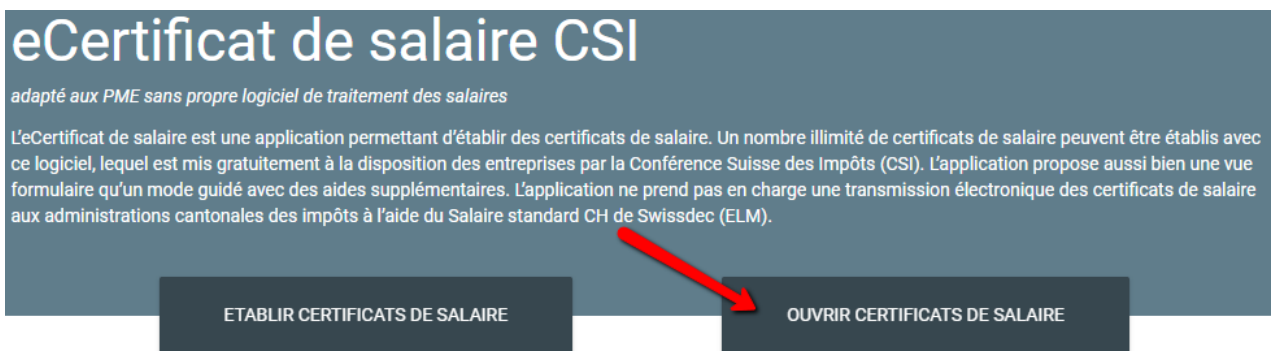 eCertificat de salaire CSI
adapté aux PME sans propre logiciel de traitement des salaires
L'eCertificat de salaire est une application permettant d'établir des certificats de salaire. Un nombre illimité de certificats de salaire peuvent être établis avec
ce logiciel, lequel est mis gratuitement à la disposition des entreprises par la Conférence Suisse des Impôts (CSI). L'application propose aussi bien une vue
formulaire qu'un mode guidé avec des aides supplémentaires. L'application ne prend pas en charge une transmission électronique des certificats de salaire
aux administrations cantonales des impôts à l'aide du Salaire standard CH de Swissdec (ELM).
ETABLIR CERTIFICATS DE SALAIRE
OUVRIR CERTIFICATS DE SALAIRE